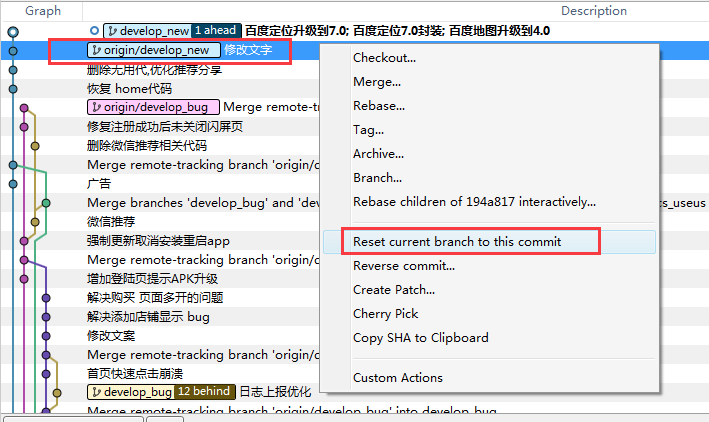 Graph Description
develop_new 1 ahead 百度定位升级到7.0; 百度定位7.0封装; 百度地图升级到4.0
origin/develop_new 修改文字
删除无用代,优化推荐分享
恢复 home代码
origin/develop_bug Merge remote-t
修复注册成功后未关闭闪屏页
删除微信推荐相关代码
Merge remote-tracking branch 'origin/d
广告
Merge branches 'develop_bug' and 'de cs_useus
微信推荐
强制更新取消安装重启app
Merge remote-tracking branch 'origin/d
增加登陆页提示APK升级
解决购买 页面多开的问题
解决添加店铺显示 bug
修改文案
Merge remote-tracking branch 'origin/d
首页快速点击崩溃
develop_bug 12 behind 日志上报优化
Merge remote-tracking branch 'origin/develop_bug' into develop_bug
Checkout...
Merge...
Rebase...
Tag...
Archive...
Branch...
Rebase children of 194a817 interactively...
Reset current branch to this commit
Reverse commit...
Create Patch...
Cherry Pick
Copy SHA to Clipboard
Custom Actions